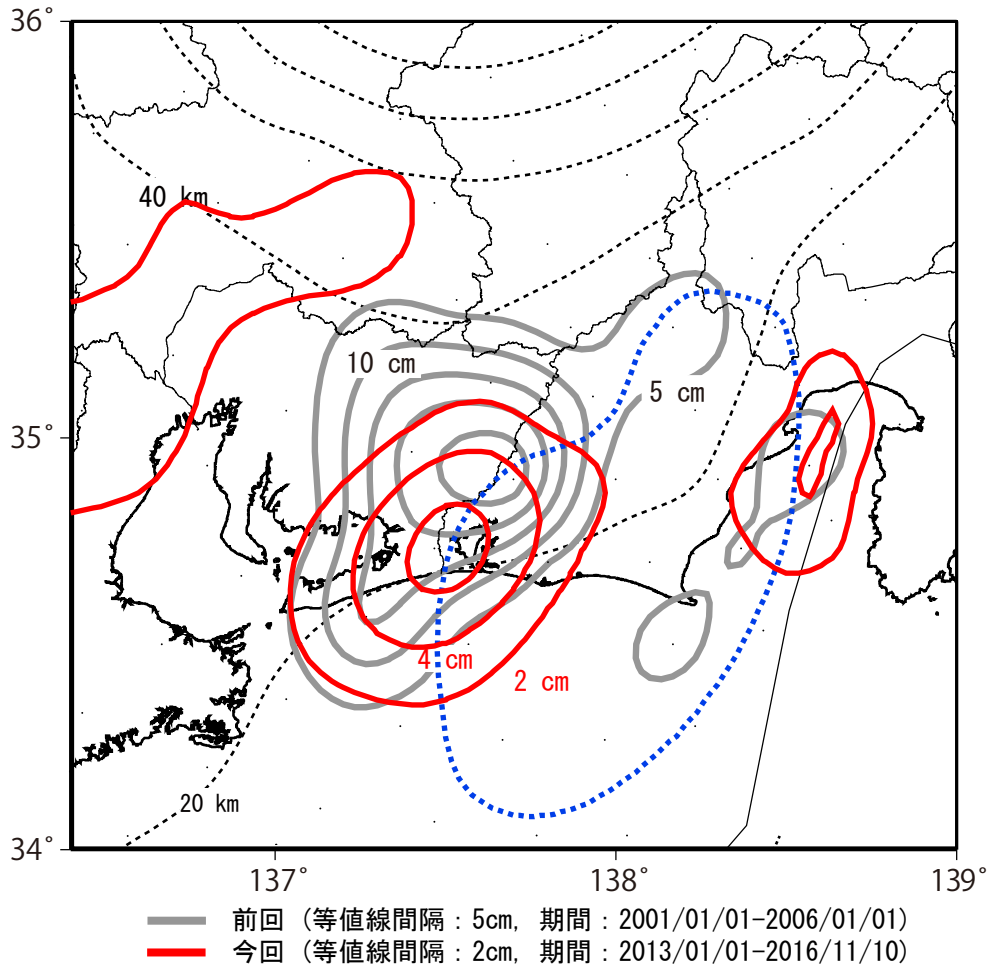 36°
40 km
10 cm
5 cm
35°
4 cm
2 cm
20 km
34°
137°
138°
139°
前回 (等値線間隔：5cm, 期間：2001/01/01-2006/01/01)
今回 (等値線間隔：2cm, 期間：2013/01/01-2016/11/10)